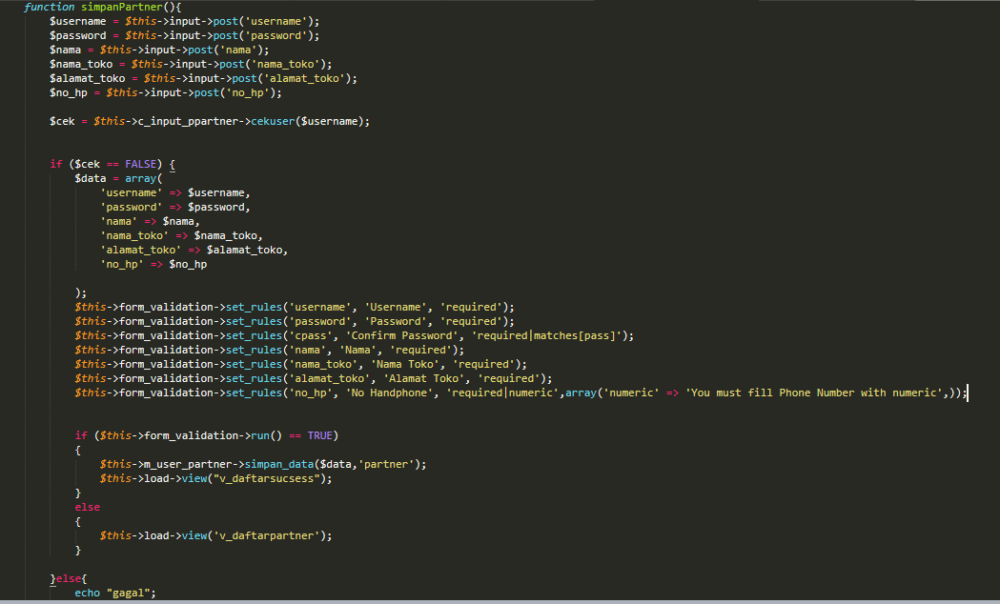 function simpanPartner(){
$username = $this->input->post('username');
$password = $this->input->post('password');
$nama = $this->input->post('nama');
$nama_toko = $this->input->post('nama_toko');
$alamat_toko = $this->input->post('alamat_toko');
$no_hp = $this->input->post('no_hp');
$cek = $this->c_input_ppartner->cekuser($username);
if ($cek == FALSE) {
$data = array(
'username' => $username,
'password' => $password,
'nama' => $nama,
'nama_toko' => $nama_toko,
'alamat_toko' => $alamat_toko,
'no_hp' => $no_hp
);
$this->form_validation->set_rules('username', 'Username', 'required');
$this->form_validation->set_rules('password', 'Password', 'required');
$this->form_validation->set_rules('cpass', 'Confirm Password', 'required|matches[pass]');
$this->form_validation->set_rules('nama', 'Nama', 'required');
$this->form_validation->set_rules('nama_toko', 'Nama Toko', 'required');
$this->form_validation->set_rules('alamat_toko', 'Alamat Toko', 'required');
$this->form_validation->set_rules('no_hp', 'No Handphone', 'required|numeric',array('numeric' => 'You must fill Phone Number with numeric',));
if ($this->form_validation->run() == TRUE)
{
$this->m_user_partner->simpan_data($data,'partner');
$this->load->view("v_daftarsucsess");
}
else
{
$this->load->view('v_daftarpartner');
}
}else{
echo "gagal";